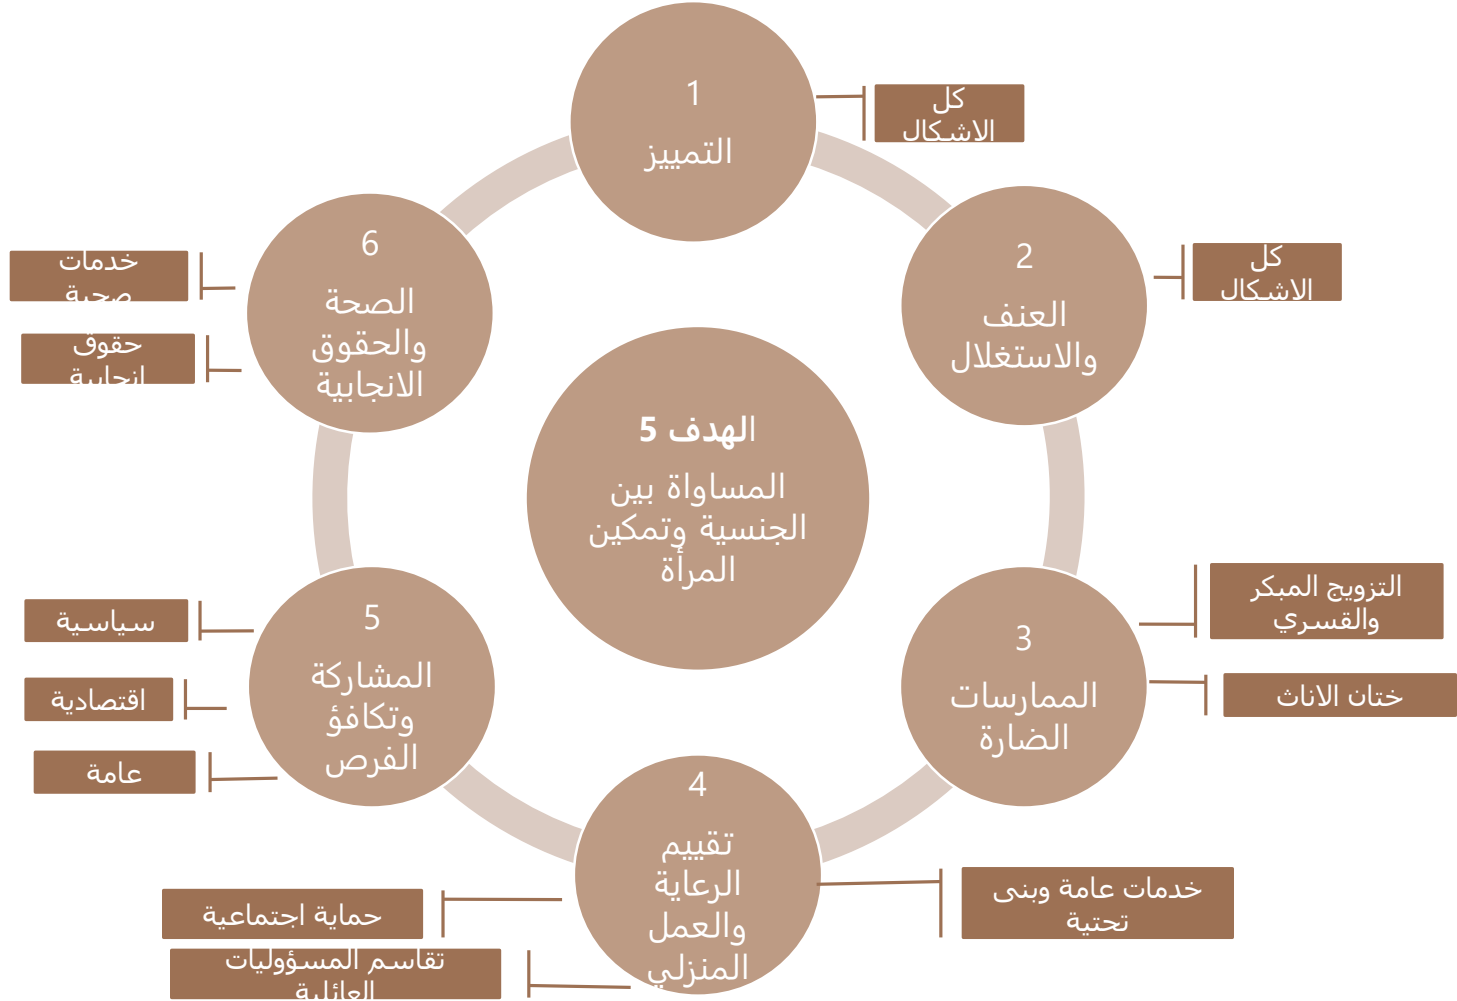 1
التمييز
كل
الاشكال
2
العنف
والاستغلال
كل
الاشكال
3
الممارسات
الضارة
التزويج المبكر
والقسري
ختان الاناث
4
تقييم
الرعاية
والعمل
المنزلي
خدمات عامة وبنى
تحتية
حماية اجتماعية
تقاسم المسؤوليات
العائلية
5
المشاركة
وتكافؤ
الفرص
سياسية
اقتصادية
عامة
6
الصحة
والحقوق
الانجابية
خدمات
صحية
حقوق
انجابية
الهدف 5
المساواة بين
الجنسية وتمكين
المرأة